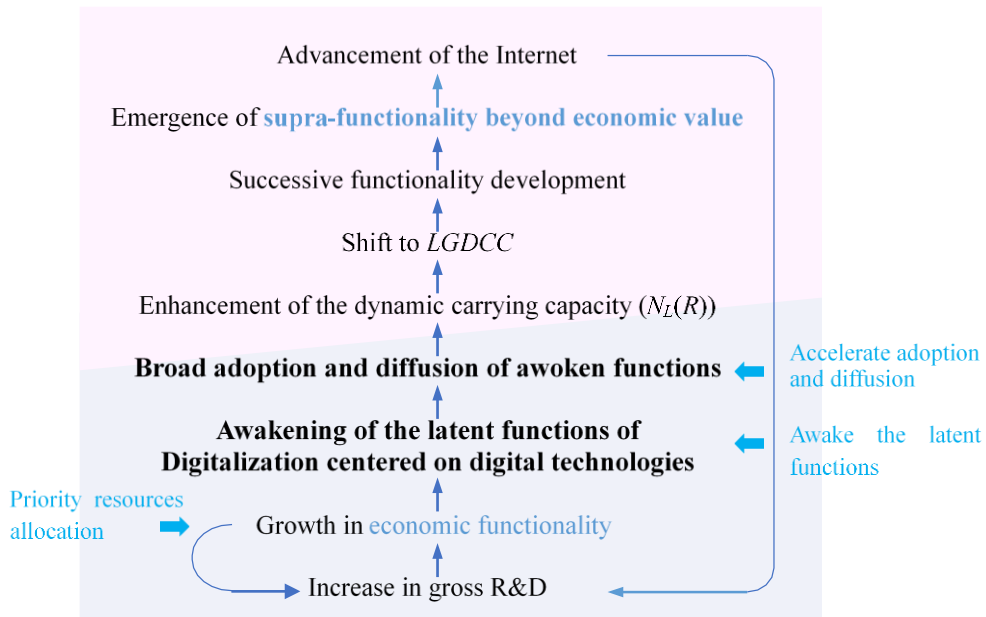 Advancement of the Internet
Emergence of supra-functionality beyond economic value
Successive functionality development
Shift to LGDCC
Enhancement of the dynamic carrying capacity (N_L(R))
Broad adoption and diffusion of awoken functions
Accelerate adoption
and diffusion
Awakening of the latent functions of
Digitalization centered on digital technologies
Awake the latent
functions
Priority resources
allocation
Growth in economic functionality
Increase in gross R&D